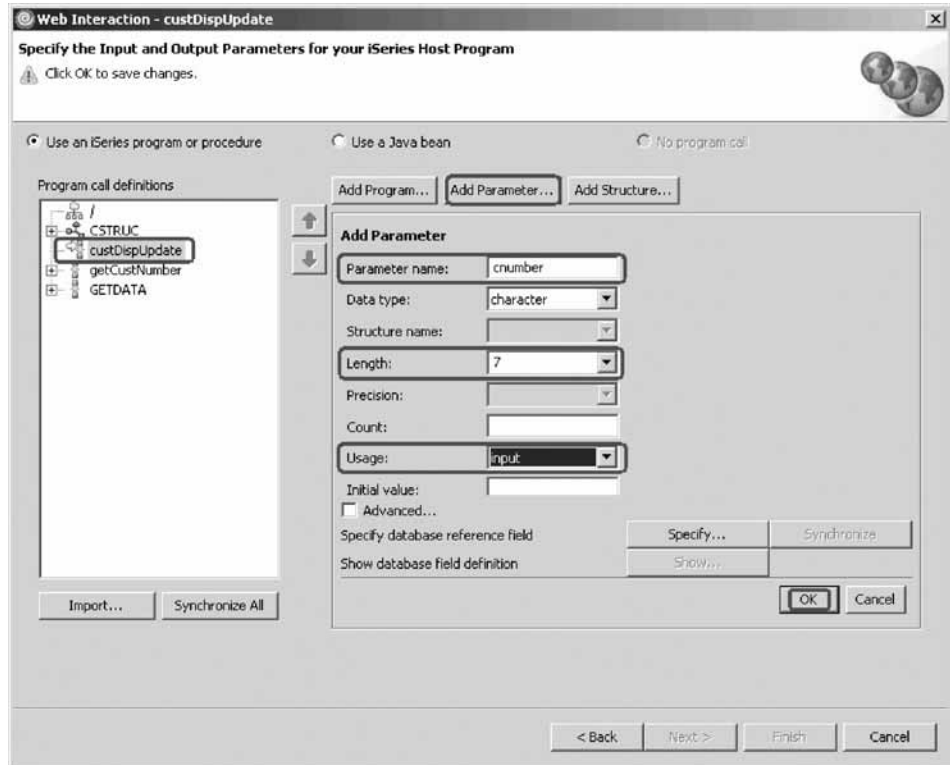 Web Interaction - custDispUpdate
Specify the Input and Output Parameters for your iSeries Host Program
Click OK to save changes.
Use an iSeries program or procedure Use a Java bean No program call
Program call definitions
Add Program... Add Parameter... Add Structure...
/
CSTRUC
custDispUpdate
getCustNumber
GETDATA
Add Parameter
Parameter name: cnumber
Data type: character
Structure name:
Length: 7
Precision:
Count:
Usage: input
Initial value:
Advanced...
Specify database reference field Specify... Synchronize
Show database field definition Show...
OK Cancel
Import... Synchronize All
< Back Next > Finish Cancel